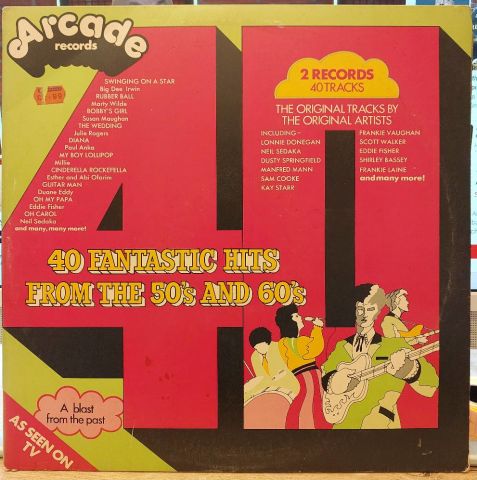 Arcade
records
SWINGING ON A STAR
Big Dee Irwin
RUBBER BALL
Marty Wilde
BOBBY'S GIRL
Susan Maughan
THE WEDDING
Julie Rogers
DIANA
Paul Anka
MY BOY LOLLIPOP
Millie
CINDERELLA ROCKEFELLA
Esther and Abi Ofarim
GUITAR MAN
Duane Eddy
OH MY PAPA
Eddie Fisher
OH CAROL
Neil Sedaka
and many, many more!
2 RECORDS
40 TRACKS
THE ORIGINAL TRACKS BY
THE ORIGINAL ARTISTS
INCLUDING –
LONNIE DONEGAN
NEIL SEDAKA
DUSTY SPRINGFIELD
MANFRED MANN
SAM COOKE
KAY STARR
FRANKIE VAUGHAN
SCOTT WALKER
EDDIE FISHER
SHIRLEY BASSEY
FRANKIE LAINE
and many more!
40
40 FANTASTIC HITS
FROM THE 50's AND 60's
A blast
from the past
AS SEEN ON
TV